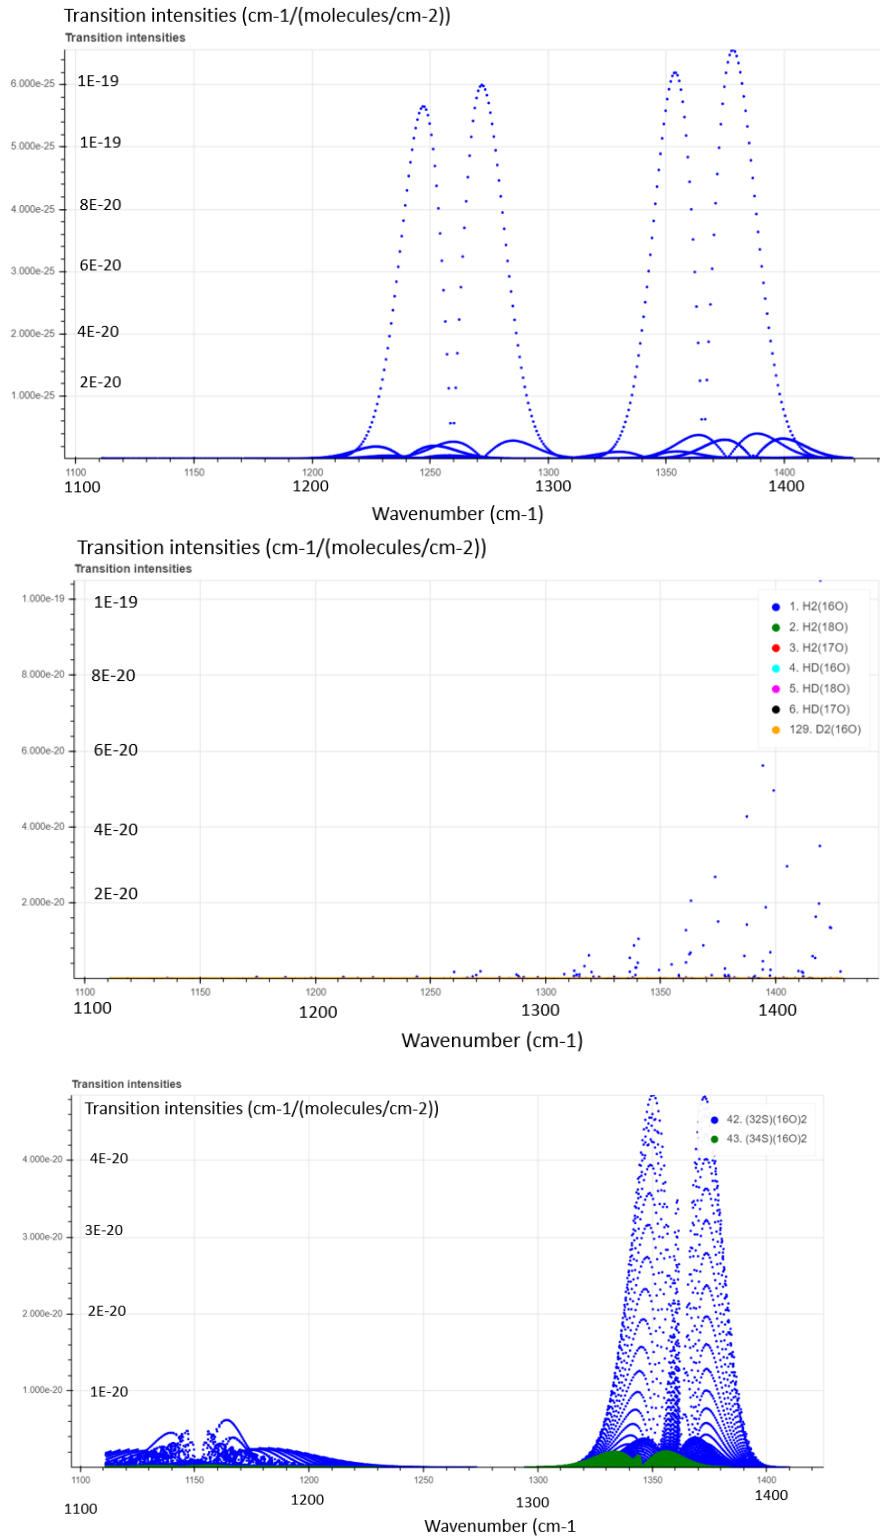 Transition intensities (cm-1/(molecules/cm-2))
Transition intensities
6.000e-25
1E-19
5.000e-25
1E-19
4.000e-25
8E-20
3.000e-25
6E-20
2.000e-25
4E-20
1.000e-25
2E-20
1100 1150 1200 1250 1300 1350 1400
1100 1200 1300 1400
Wavenumber (cm-1)
Transition intensities (cm-1/(molecules/cm-2))
Transition intensities
1.000e-19
1E-19
8.000e-20
8E-20
6.000e-20
6E-20
4.000e-20
4E-20
2.000e-20
2E-20
1. H2(16O)
2. H2(18O)
3. H2(17O)
4. HD(16O)
5. HD(18O)
6. HD(17O)
129. D2(16O)
1100 1150 1200 1250 1300 1350 1400
1100 1200 1300 1400
Wavenumber (cm-1)
Transition intensities
Transition intensities (cm-1/(molecules/cm-2))
42. (32S)(16O)2
43. (34S)(16O)2
4.000e-20
4E-20
3.000e-20
3E-20
2.000e-20
2E-20
1.000e-20
1E-20
1100 1150 1200 1250 1300 1350 1400
1100 1200 1300 1400
Wavenumber (cm-1